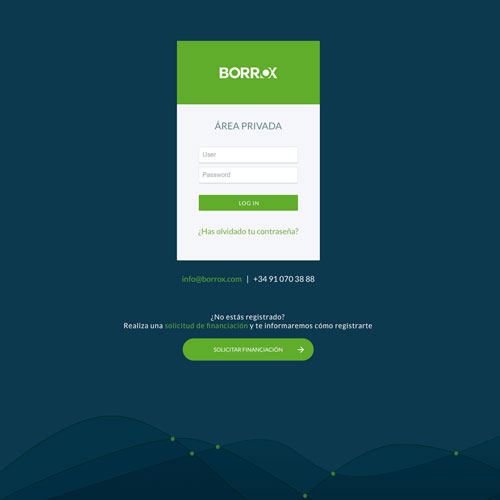 BORROX
ÁREA PRIVADA
User
Password
LOG IN
¿Has olvidado tu contraseña?
info@borrox.com | +34 91 070 38 88
¿No estás registrado?
Realiza una solicitud de financiación y te informaremos cómo registrarte
SOLICITAR FINANCIACIÓN